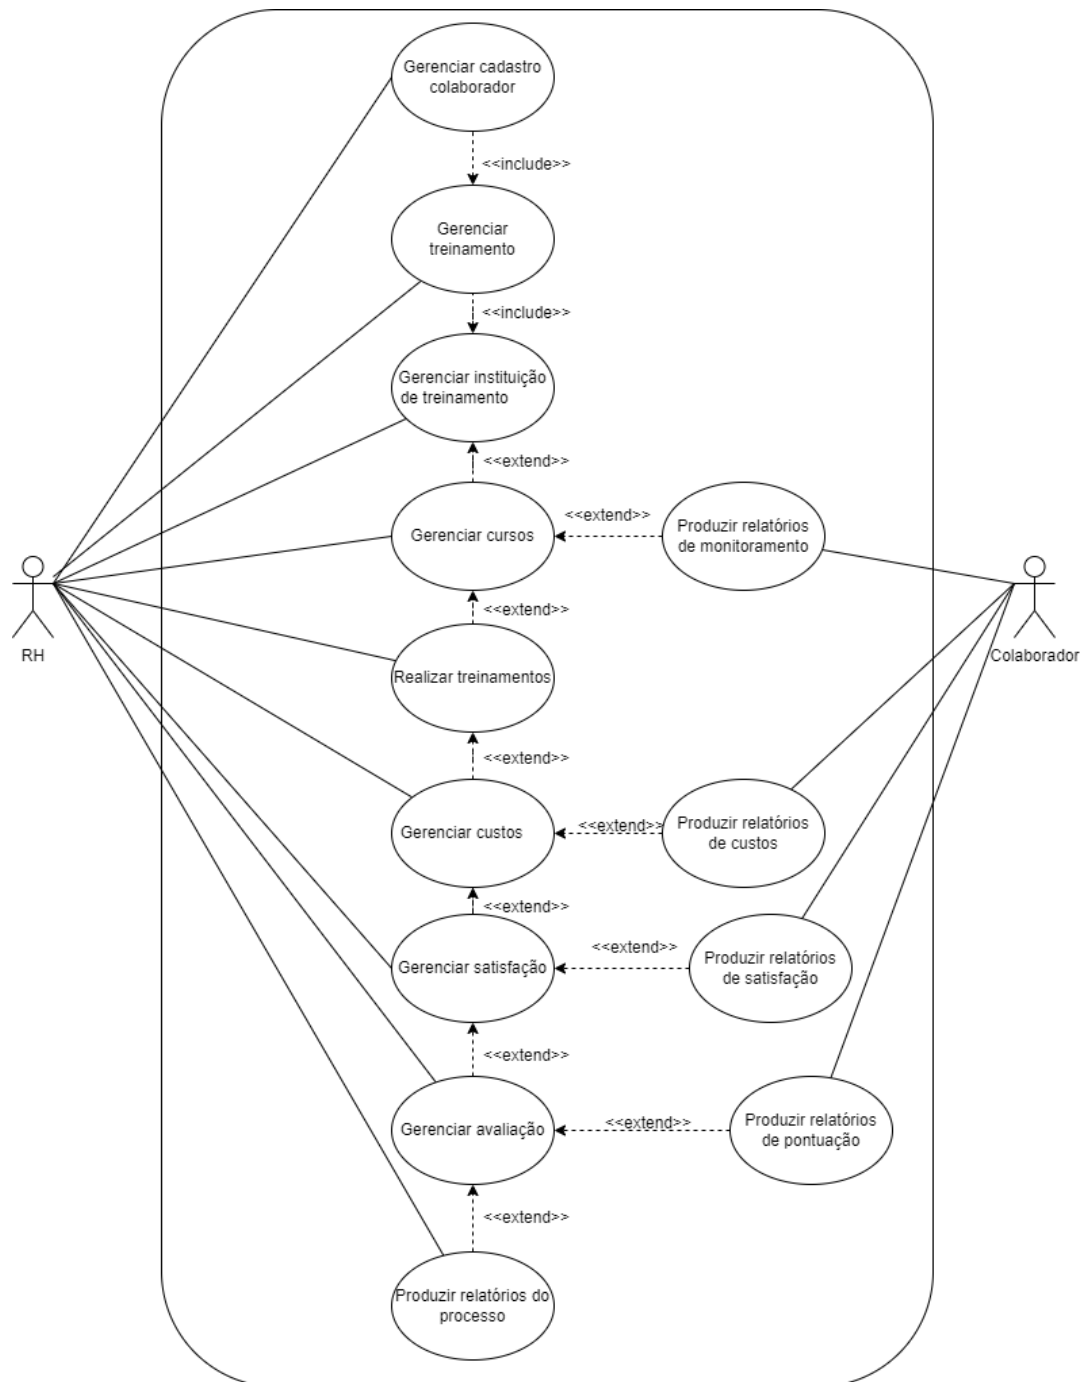 Gerenciar cadastro
colaborador
<<include>>
Gerenciar
treinamento
<<include>>
Gerenciar instituição
de treinamento
<<extend>>
Gerenciar cursos
<<extend>>
Produzir relatórios
de monitoramento
<<extend>>
RH
Colaborador
Realizar treinamentos
<<extend>>
Gerenciar custos
<<extend>>
Produzir relatórios
de custos
<<extend>>
Gerenciar satisfação
<<extend>>
Produzir relatórios
de satisfação
<<extend>>
Gerenciar avaliação
<<extend>>
Produzir relatórios
de pontuação
<<extend>>
Produzir relatórios do
processo